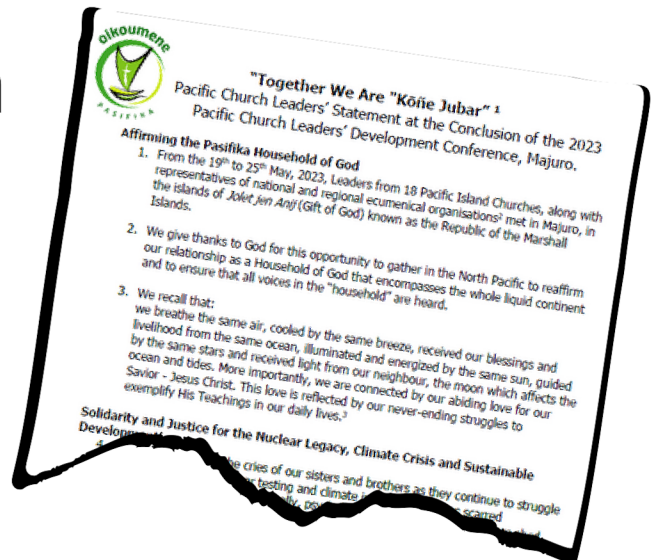 oikoumene
PASIFIKA
"Together We Are "Kōñe Jubar" 1
Pacific Church Leaders' Statement at the Conclusion of the 2023
Pacific Church Leaders' Development Conference, Majuro.
Affirming the Pasifika Household of God
1. From the 19th to 25th May, 2023, Leaders from 18 Pacific Island Churches, along with
representatives of national and regional ecumenical organisations2 met in Majuro, in
the islands of Jolet jen Anij (Gift of God) known as the Republic of the Marshall
Islands.
2. We give thanks to God for this opportunity to gather in the North Pacific to reaffirm
our relationship as a Household of God that encompasses the whole liquid continent
and to ensure that all voices in the "household" are heard.
3. We recall that:
we breathe the same air, cooled by the same breeze, received our blessings and
livelihood from the same ocean, illuminated and energized by the same sun, guided
by the same stars and received light from our neighbour, the moon which affects the
ocean and tides. More importantly, we are connected by our abiding love for our
Savior - Jesus Christ. This love is reflected by our never-ending struggles to
exemplify His Teachings in our daily lives.3
Solidarity and Justice for the Nuclear Legacy, Climate Crisis and Sustainable
the cries of our sisters and brothers as they continue to struggle
testing and climate scarred